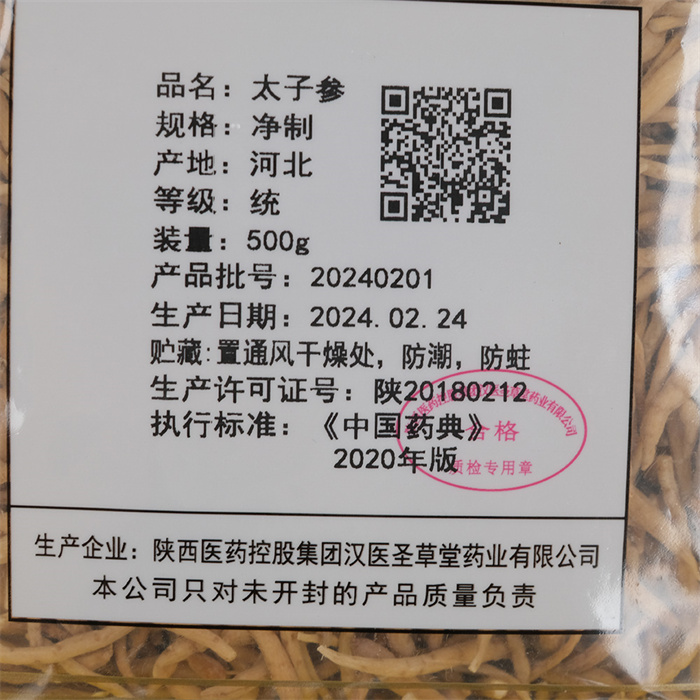 品名：太子参
规格：净制
产地：河北
等级：统
装量：500g
产品批号：20240201
生产日期：2024.02.24
贮藏:置通风干燥处，防潮，防蛀
生产许可证号：陕20180212
执行标准：《中国药典》
2020年版
合格
质检专用章
生产企业：陕西医药控股集团汉医圣草堂药业有限公司
本公司只对未开封的产品质量负责